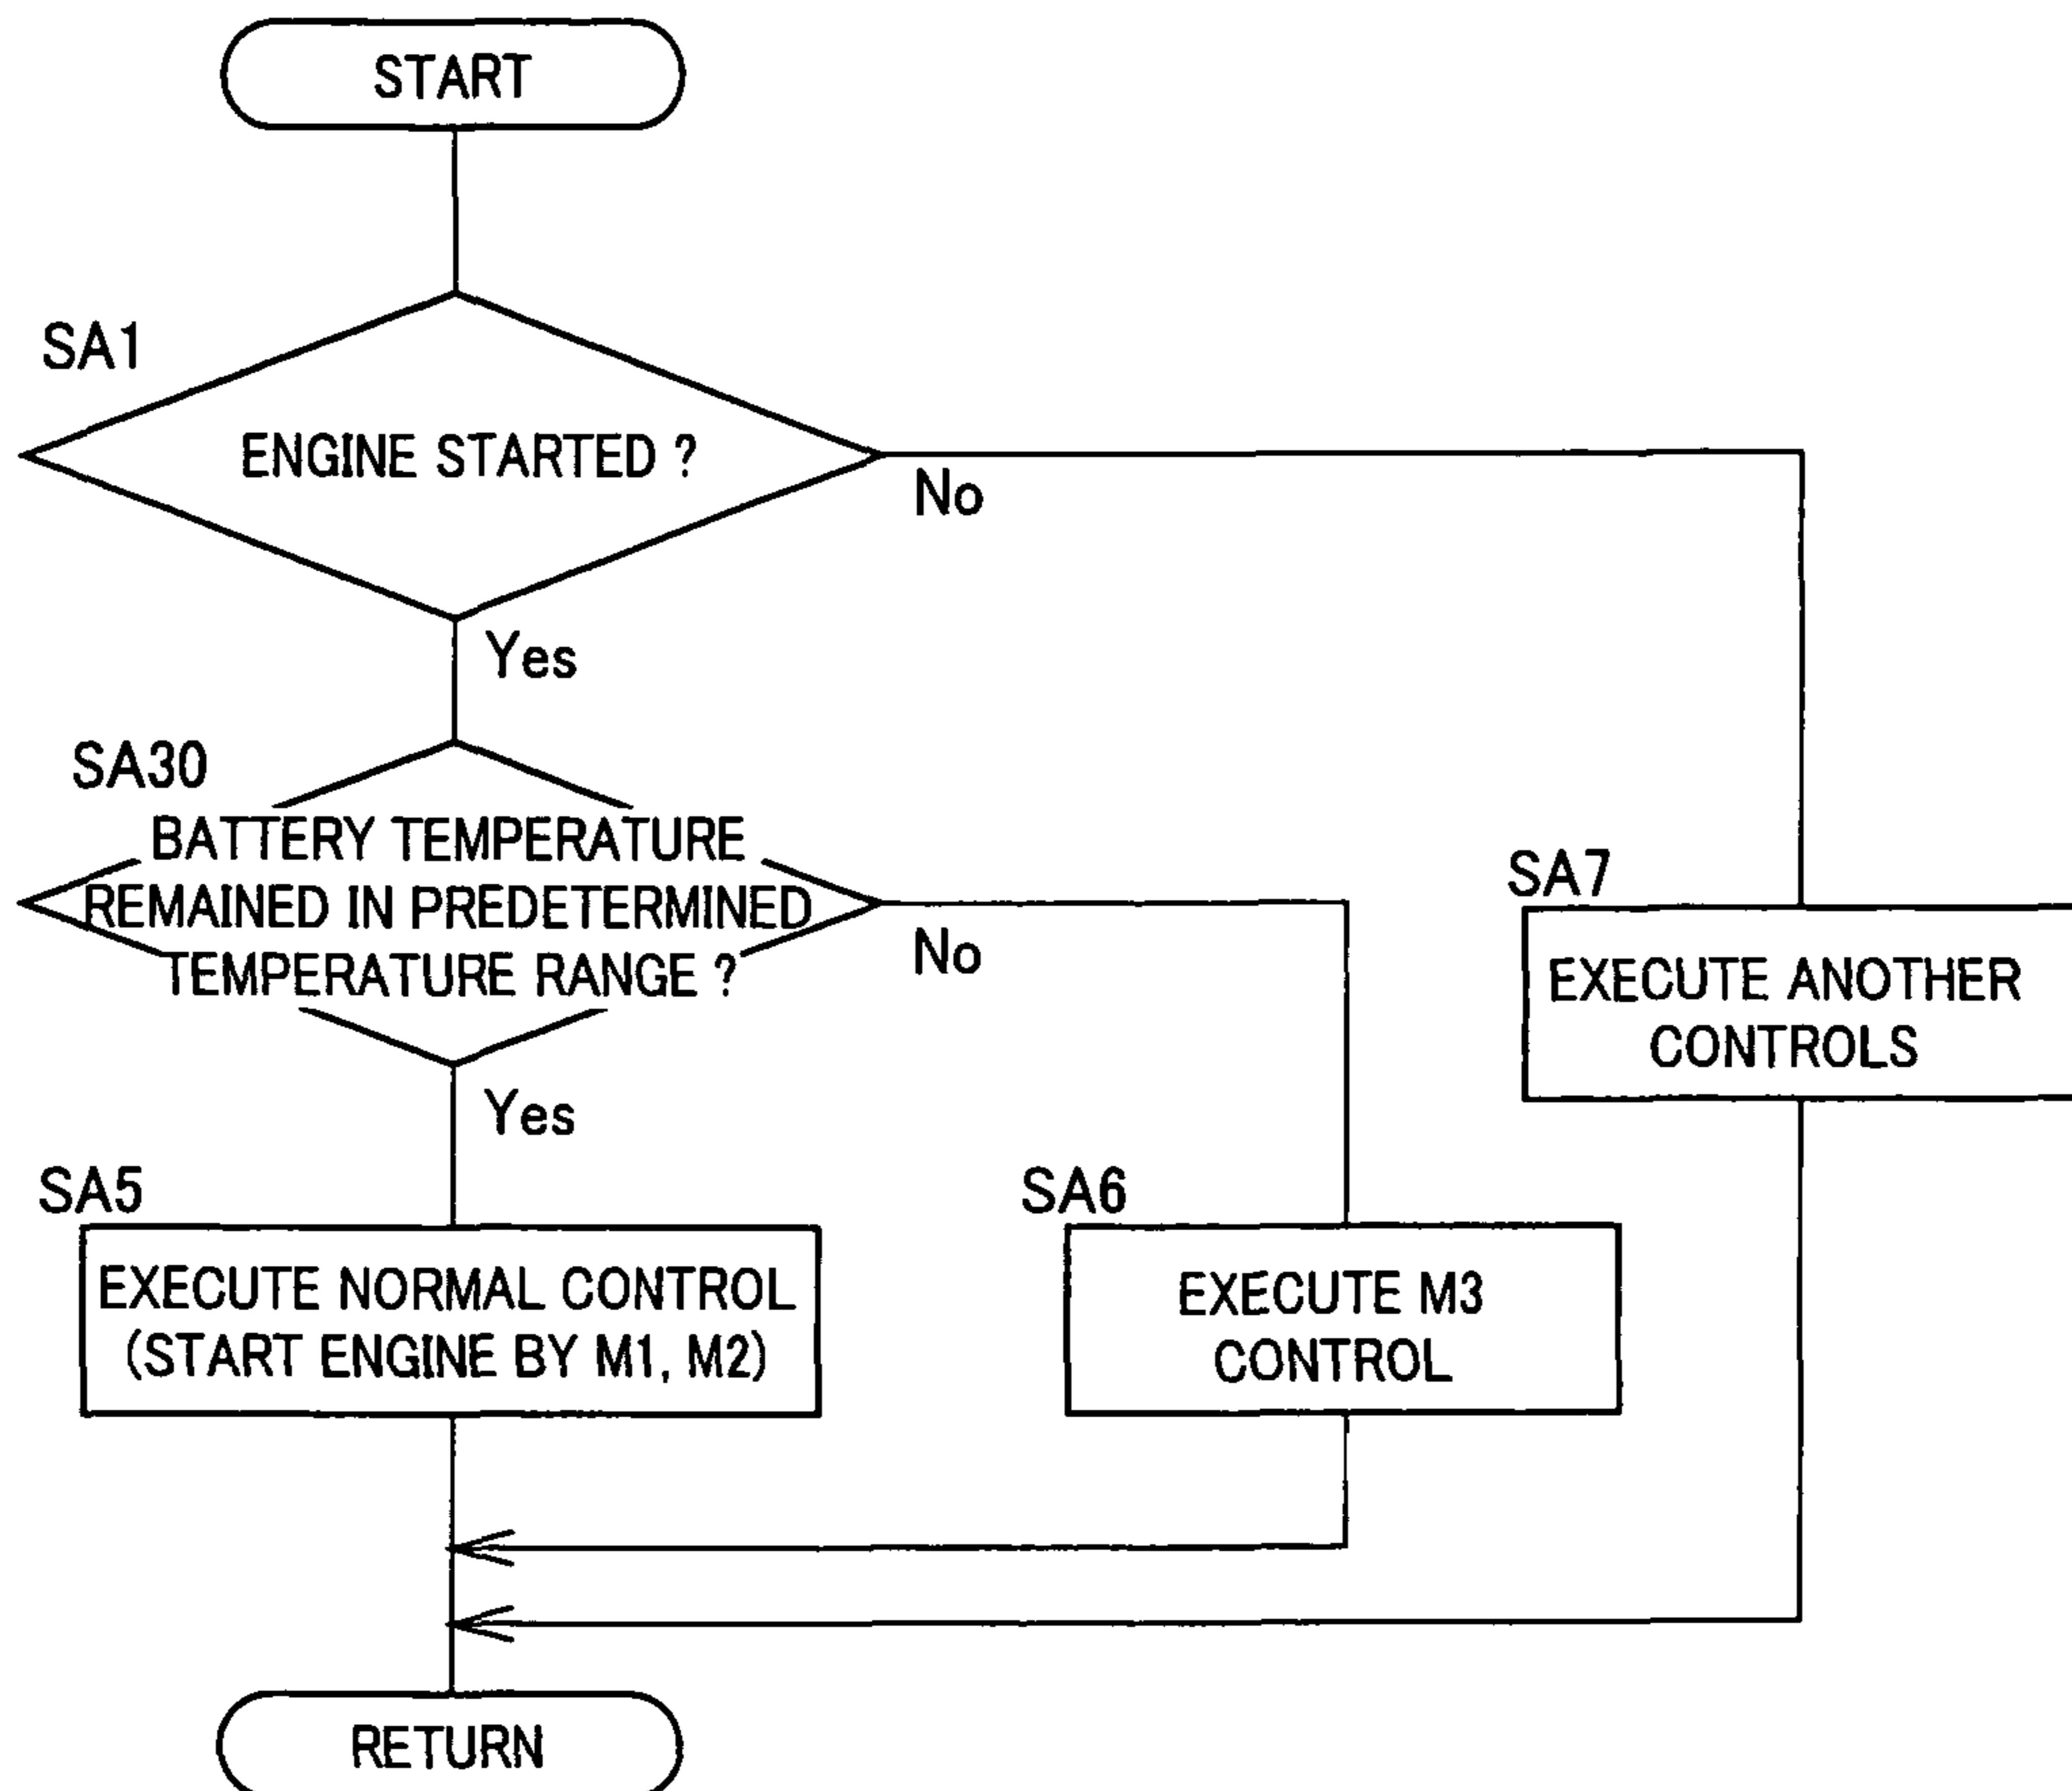 START
SA1
ENGINE STARTED ?
No
Yes
SA30
BATTERY TEMPERATURE
REMAINED IN PREDETERMINED
TEMPERATURE RANGE ?
No
Yes
SA7
EXECUTE ANOTHER
CONTROLS
SA5
EXECUTE NORMAL CONTROL
(START ENGINE BY M1, M2)
SA6
EXECUTE M3
CONTROL
RETURN